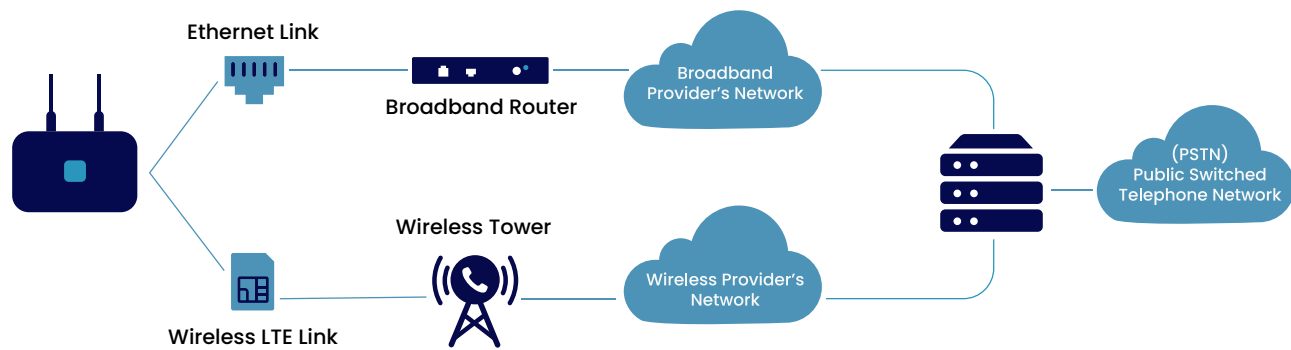 Ethernet Link
Broadband Router
Broadband
Provider's Network
(PSTN)
Public Switched
Telephone Network
Wireless Tower
Wireless Provider's
Network
Wireless LTE Link